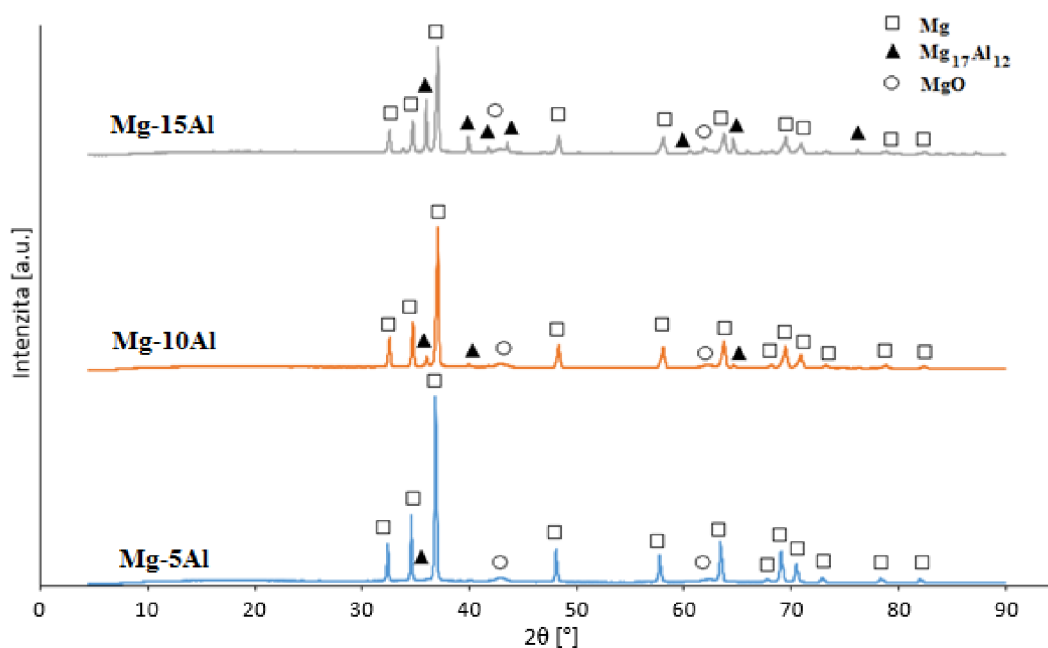 Mg
Mg₁₇Al₁₂
MgO
Mg-15Al
Mg-10Al
Mg-5Al
Intenzita [a.u.]
0 10 20 30 40 50 60 70 80 90
2θ [°]